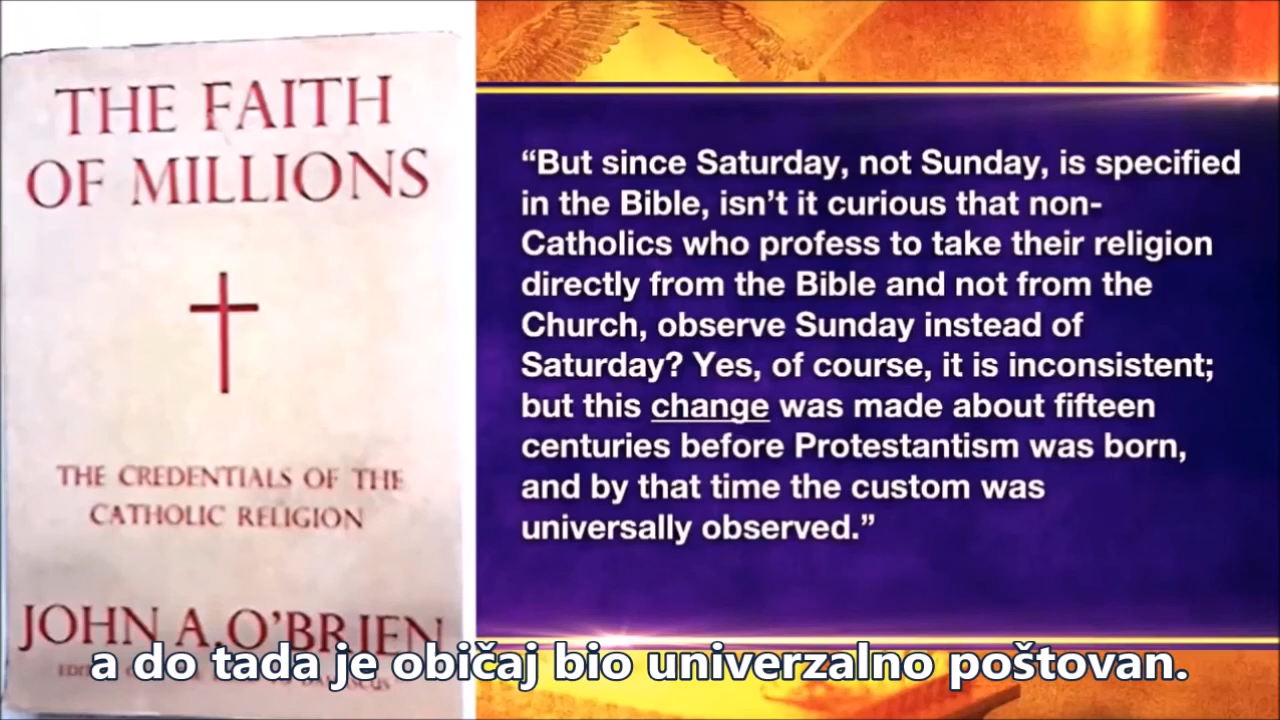 THE FAITH
OF MILLIONS
THE CREDENTIALS OF THE
CATHOLIC RELIGION
JOHN A. O'BRIEN
“But since Saturday, not Sunday, is specified
in the Bible, isn’t it curious that non-
Catholics who profess to take their religion
directly from the Bible and not from the
Church, observe Sunday instead of
Saturday? Yes, of course, it is inconsistent;
but this change was made about fifteen
centuries before Protestantism was born,
and by that time the custom was
universally observed.”
a do tada je običaj bio univerzalno poštovan.